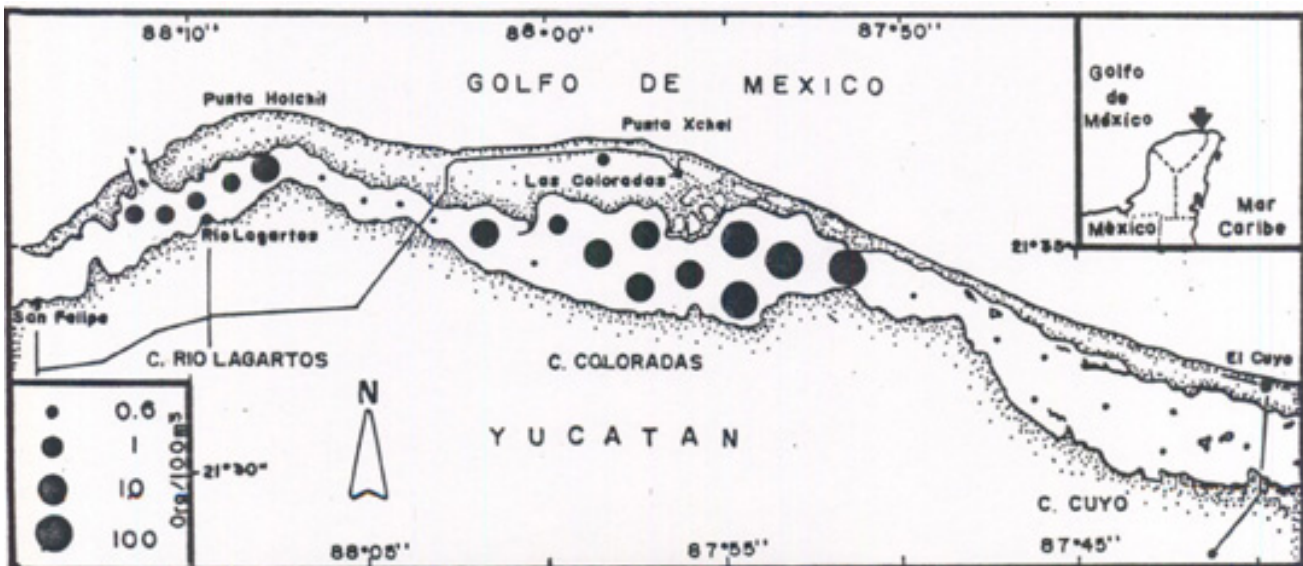 88°10''
88°00''
87°50''
GOLFO DE MEXICO
Punta Holchit
Punta Xchel
Las Coloradas
Rio Lagartos
San Felipe
C. RIO LAGARTOS
C. COLORADAS
El Cuyo
YUCATAN
C. CUYO
N
21°30''
88°05''
87°55''
87°45''
0.6
1
10
100
Org/100m³
Golfo
de
México
México
Mar
Caribe
21°35''